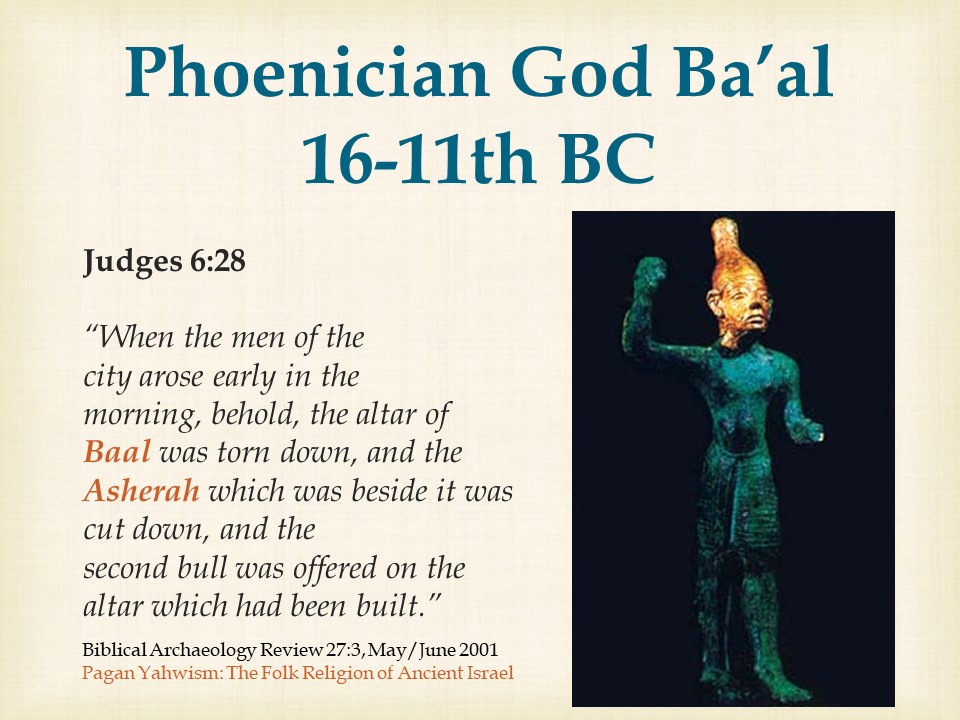 Phoenician God Ba’al
16-11th BC
Judges 6:28
“When the men of the
city arose early in the
morning, behold, the altar of
Baal was torn down, and the
Asherah which was beside it was
cut down, and the
second bull was offered on the
altar which had been built.”
Biblical Archaeology Review 27:3, May/June 2001
Pagan Yahwism: The Folk Religion of Ancient Israel